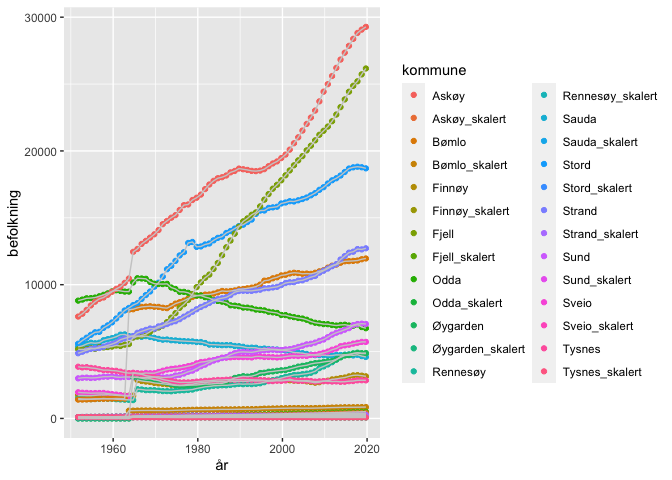 30000
20000
10000
0
befolkning
1960
1980
2000
2020
år
kommune
Askøy
Askøy_skalert
Bømlo
Bømlo_skalert
Finnøy
Finnøy_skalert
Fjell
Fjell_skalert
Odda
Odda_skalert
Øygarden
Øygarden_skalert
Rennesøy
Rennesøy_skalert
Sauda
Sauda_skalert
Stord
Stord_skalert
Strand
Strand_skalert
Sund
Sund_skalert
Sveio
Sveio_skalert
Tysnes
Tysnes_skalert